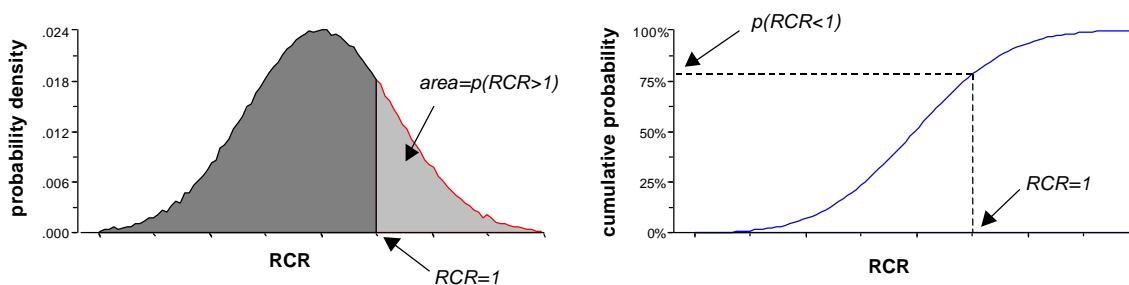 probability density
.024
.018
.012
.006
.000
area=p(RCR>1)
RCR
RCR=1
cumulative probability
100%
75%
50%
25%
0%
p(RCR<1)
RCR=1
RCR